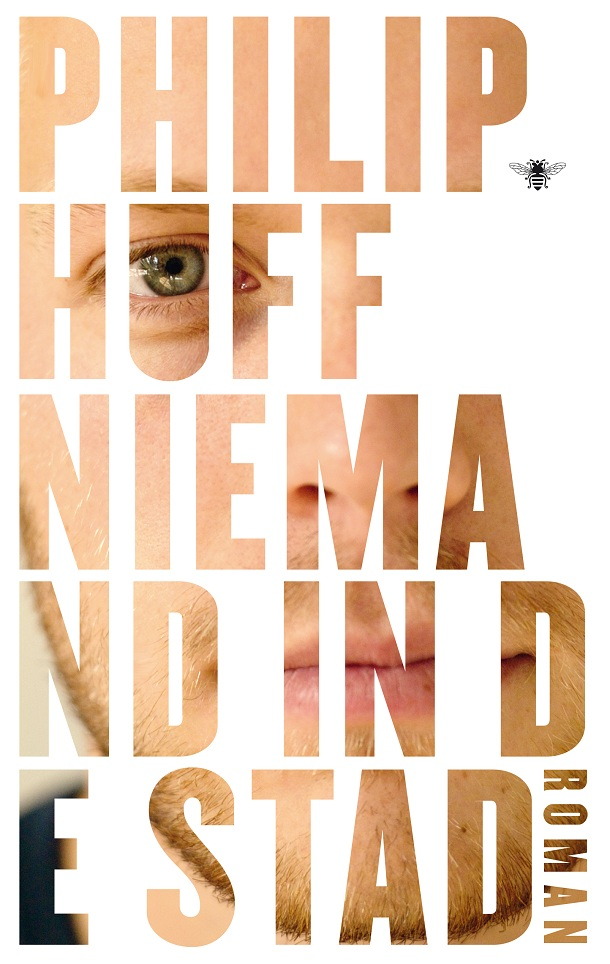 PHILIP
HUFF
NIEMA
ND IN D
E STAD
ROMAN